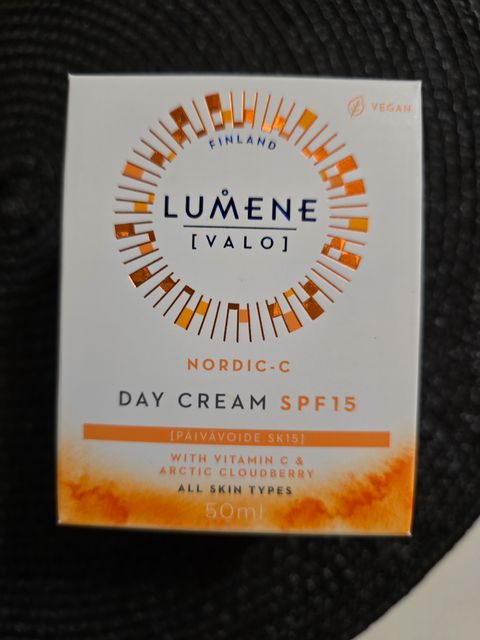 VEGAN
FINLAND
LUMENE
[VALO]
NORDIC-C
DAY CREAM SPF15
[PÄIVÄVOIDE SK15]
WITH VITAMIN C &
ARCTIC CLOUDBERRY
ALL SKIN TYPES
50ml